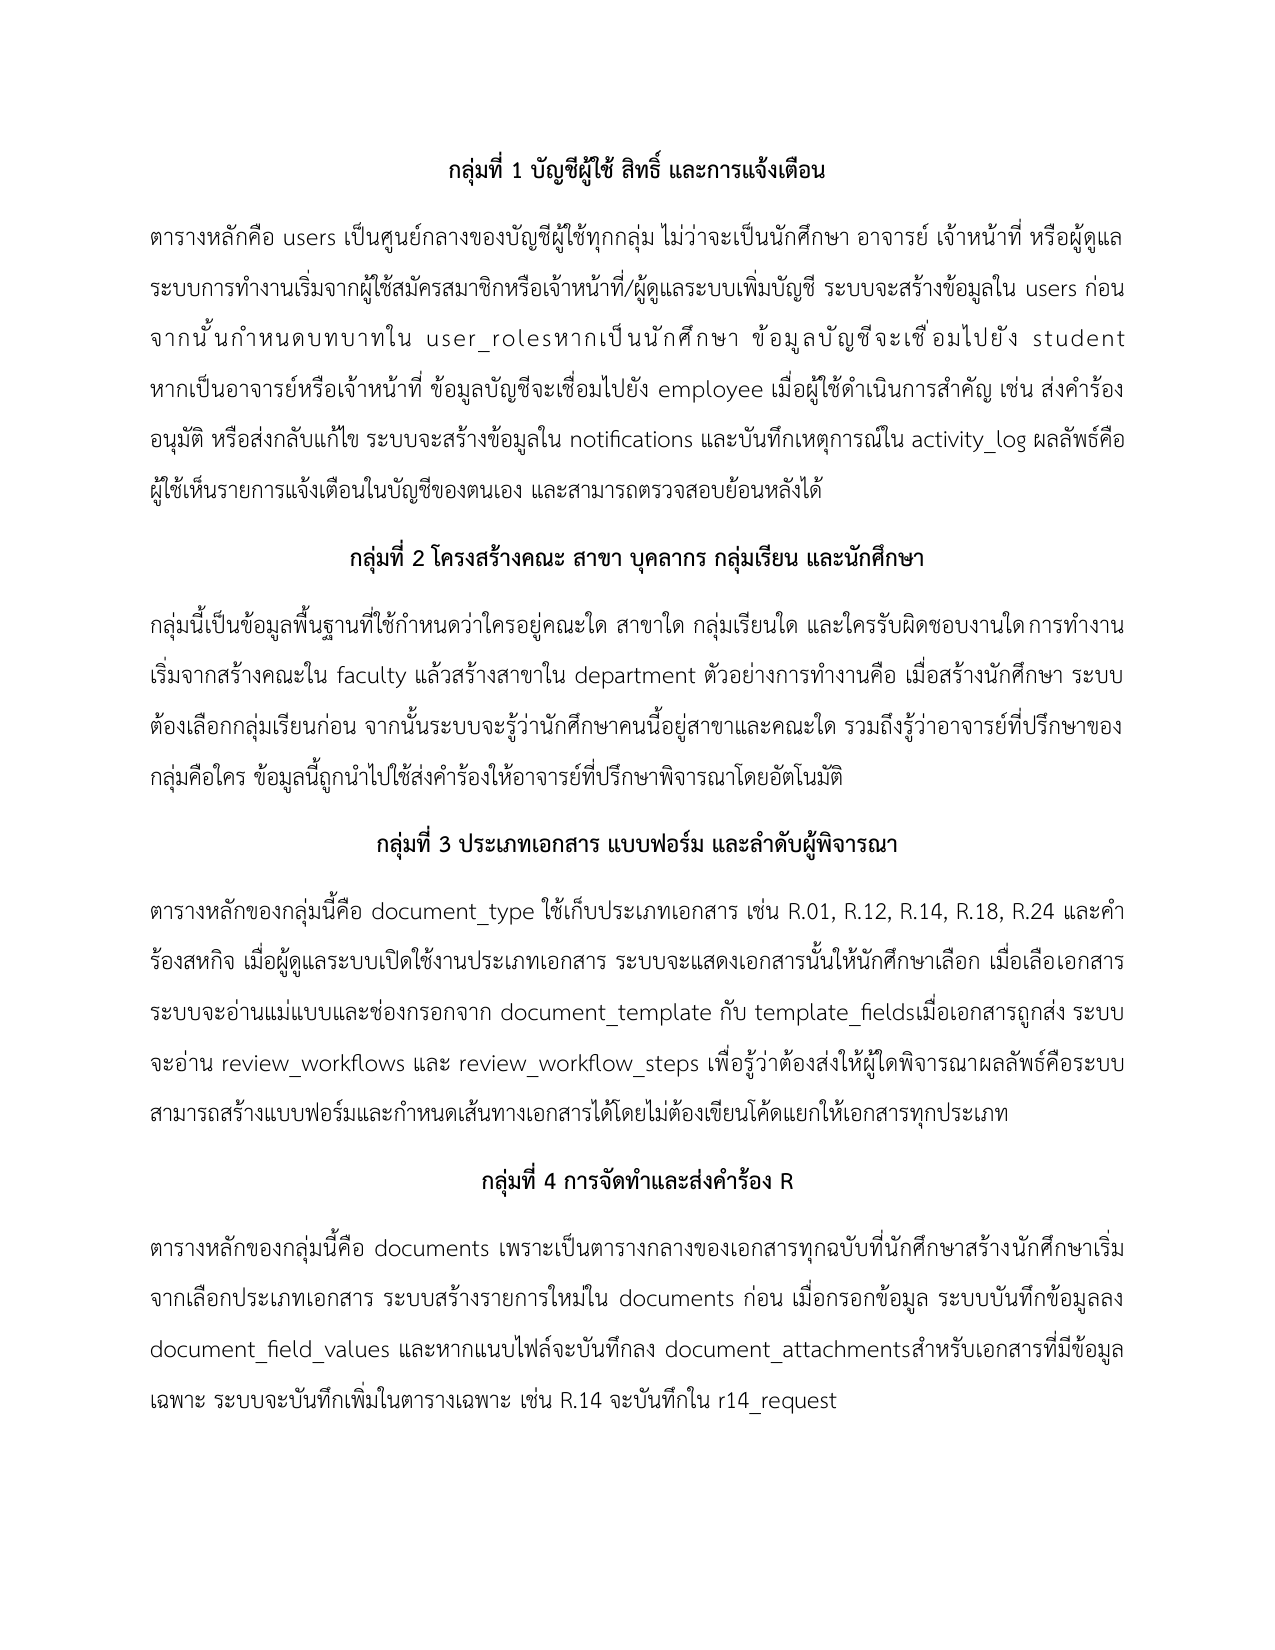 กลุ่มที่ 1 บัญชีผู้ใช้ สิทธิ์ และการแจ้งเตือน
ตารางหลักคือ users เป็นศูนย์กลางของบัญชีผู้ใช้ทุกกลุ่ม ไม่ว่าจะเป็นนักศึกษา อาจารย์ เจ้าหน้าที่ หรือผู้ดูแล
ระบบการทำงานเริ่มจากผู้ใช้สมัครสมาชิกหรือเจ้าหน้าที่/ผู้ดูแลระบบเพิ่มบัญชี ระบบจะสร้างข้อมูลใน users ก่อน
จากนั้นกำหนดบทบาทใน user_rolesหากเป็นนักศึกษา ข้อมูลบัญชีจะเชื่อมไปยัง student
หากเป็นอาจารย์หรือเจ้าหน้าที่ ข้อมูลบัญชีจะเชื่อมไปยัง employee เมื่อผู้ใช้ดำเนินการสำคัญ เช่น ส่งคำร้อง
อนุมัติ หรือส่งกลับแก้ไข ระบบจะสร้างข้อมูลใน notifications และบันทึกเหตุการณ์ใน activity_log ผลลัพธ์คือ
ผู้ใช้เห็นรายการแจ้งเตือนในบัญชีของตนเอง และสามารถตรวจสอบย้อนหลังได้
กลุ่มที่ 2 โครงสร้างคณะ สาขา บุคลากร กลุ่มเรียน และนักศึกษา
กลุ่มนี้เป็นข้อมูลพื้นฐานที่ใช้กำหนดว่าใครอยู่คณะใด สาขาใด กลุ่มเรียนใด และใครรับผิดชอบงานใดการทำงาน
เริ่มจากสร้างคณะใน faculty แล้วสร้างสาขาใน department ตัวอย่างการทำงานคือ เมื่อสร้างนักศึกษา ระบบ
ต้องเลือกกลุ่มเรียนก่อน จากนั้นระบบจะรู้ว่านักศึกษาคนนี้อยู่สาขาและคณะใด รวมถึงรู้ว่าอาจารย์ที่ปรึกษาของ
กลุ่มคือใคร ข้อมูลนี้ถูกนำไปใช้ส่งคำร้องให้อาจารย์ที่ปรึกษาพิจารณาโดยอัตโนมัติ
กลุ่มที่ 3 ประเภทเอกสาร แบบฟอร์ม และลำดับผู้พิจารณา
ตารางหลักของกลุ่มนี้คือ document_type ใช้เก็บประเภทเอกสาร เช่น R.01, R.12, R.14, R.18, R.24 และคำ
ร้องสหกิจ เมื่อผู้ดูแลระบบเปิดใช้งานประเภทเอกสาร ระบบจะแสดงเอกสารนั้นให้นักศึกษาเลือก เมื่อเลือเอกสาร
ระบบจะอ่านแม่แบบและช่องกรอกจาก document_template กับ template_fieldsเมื่อเอกสารถูกส่ง ระบบ
จะอ่าน review_workflows และ review_workflow_steps เพื่อรู้ว่าต้องส่งให้ผู้ใดพิจารณาผลลัพธ์คือระบบ
สามารถสร้างแบบฟอร์มและกำหนดเส้นทางเอกสารได้โดยไม่ต้องเขียนโค้ดแยกให้เอกสารทุกประเภท
กลุ่มที่ 4 การจัดทำและส่งคำร้อง R
ตารางหลักของกลุ่มนี้คือ documents เพราะเป็นตารางกลางของเอกสารทุกฉบับที่นักศึกษาสร้างนักศึกษาเริ่ม
จากเลือกประเภทเอกสาร ระบบสร้างรายการใหม่ใน documents ก่อน เมื่อกรอกข้อมูล ระบบบันทึกข้อมูลลง
document_field_values และหากแนบไฟล์จะบันทึกลง document_attachmentsสำหรับเอกสารที่มีข้อมูล
เฉพาะ ระบบจะบันทึกเพิ่มในตารางเฉพาะ เช่น R.14 จะบันทึกใน r14_request